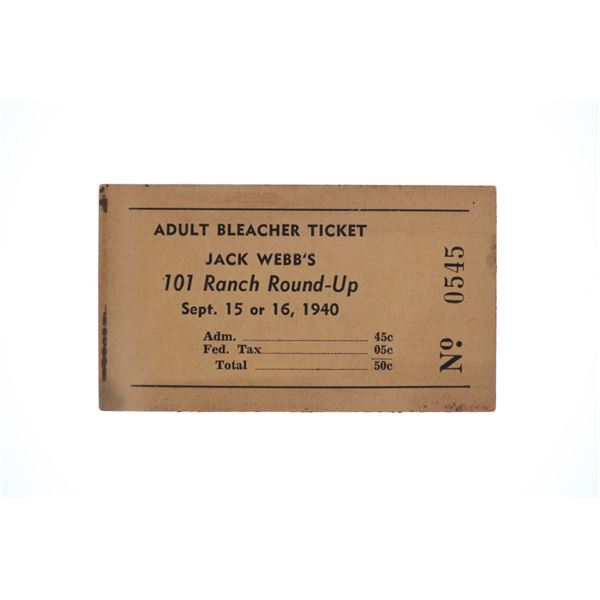 ADULT BLEACHER TICKET
JACK WEBB'S
101 Ranch Round-Up
Sept. 15 or 16, 1940
Adm. 45c
Fed. Tax 05c
Total 50c
Nº 0545